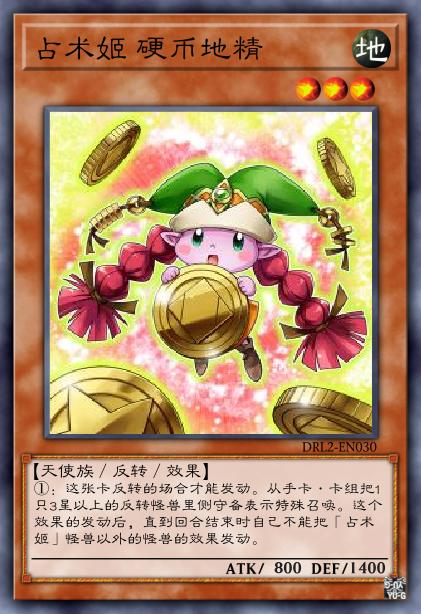 占术姬 硬币地精
地
DRL2-EN030
【天使族／反转／效果】
①：这张卡反转的场合才能发动。从手卡·卡组把1
只3星以上的反转怪兽里侧守备表示特殊召唤。这个
效果的发动后，直到回合结束时自己不能把「占术
姬」怪兽以外的怪兽的效果发动。
ATK/ 800 DEF/1400